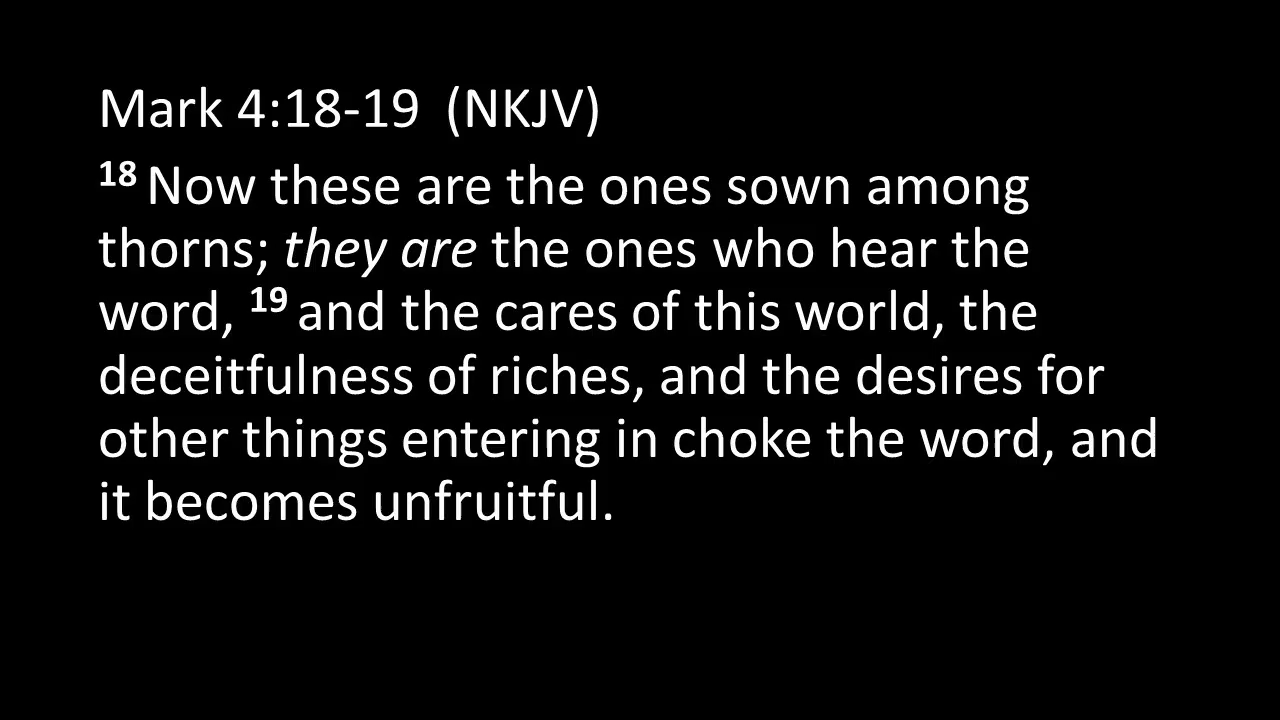 Mark 4:18-19  (NKJV)
18 Now these are the ones sown among
thorns; they are the ones who hear the
word, 19 and the cares of this world, the
deceitfulness of riches, and the desires for
other things entering in choke the word, and
it becomes unfruitful.